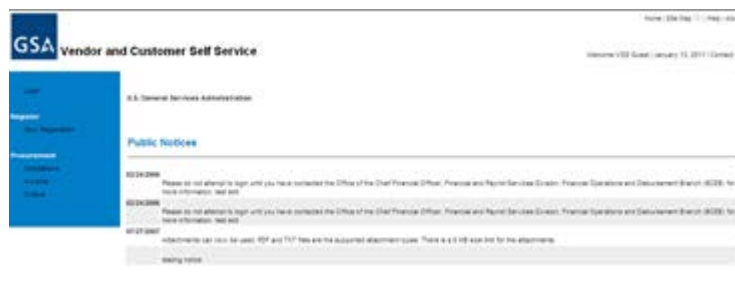 Home | Site Map | Help
GSA Vendor and Customer Self Service
Welcome VSS Guest | January 13, 2011 | Contact
Login
U.S. General Services Administration
Register
New Registration
Public Notices
Procurement
02/24/2006
Please do not attempt to login until you have contacted the Office of the Chief Financial Officer, Financial and Payroll Services Division, Financial Operations and Disbursement Branch (BCEB) for
more information. test edit
02/24/2006
Please do not attempt to login until you have contacted the Office of the Chief Financial Officer, Financial and Payroll Services Division, Financial Operations and Disbursement Branch (BCEB) for
more information. test edit
07/27/2007
Attachments can now be used. PDF and TXT files are the supported attachment types. There is a 5 MB size limit for the attachments.
testing notice